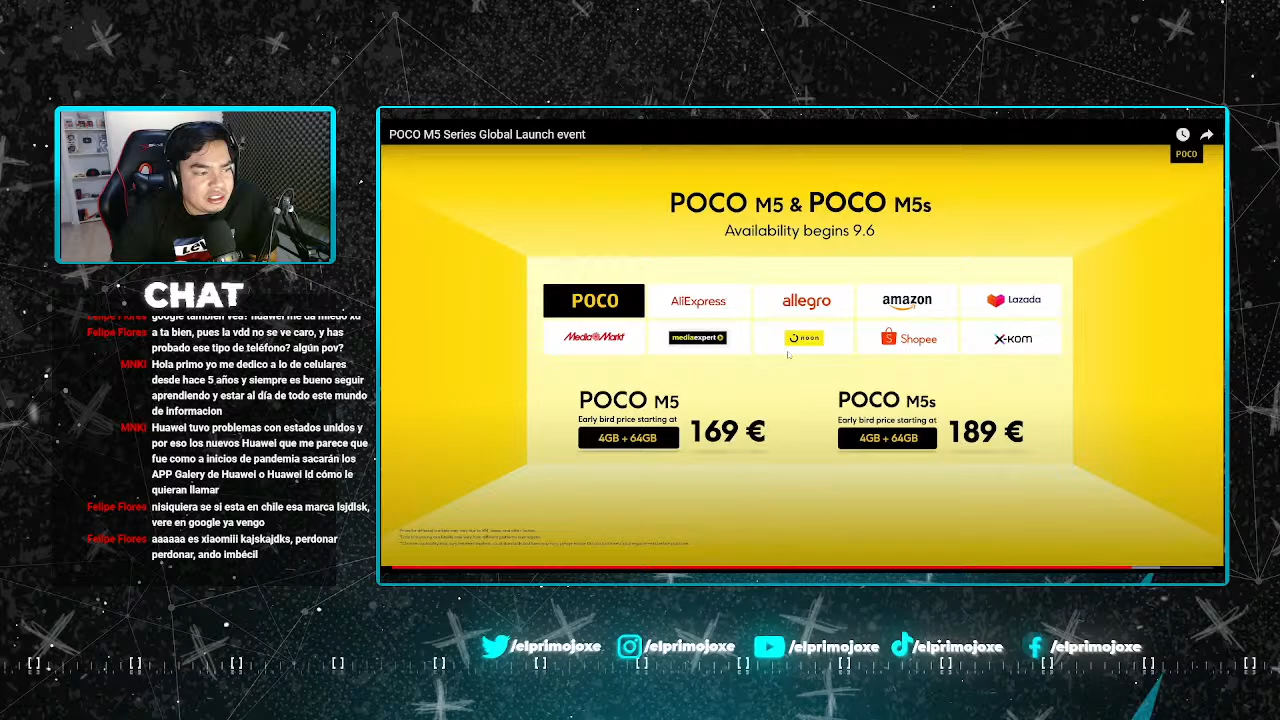 POCO M5 Series Global Launch event
POCO
POCO M5 & POCO M5s
Availability begins 9.6
POCO
AliExpress
allegro
amazon
Lazada
MediaMarkt
mediaexpert
noon
Shopee
x-kom
POCO M5
Early bird price starting at
4GB + 64GB
169 €
POCO M5s
Early bird price starting at
4GB + 64GB
189 €
CHAT
Felipe Flores a ta bien, pues la vdd no se ve caro, y has
probado ese tipo de teléfono? algún pov?
MNKI Hola primo yo me dedico a lo de celulares
desde hace 5 años y siempre es bueno seguir
aprendiendo y estar al día de todo este mundo
de informacion
MNKI Huawei tuvo problemas con estados unidos y
por eso los nuevos Huawei que me parece que
fue como a inicios de pandemia sacarán los
APP Galery de Huawei o Huawei Id cómo le
quieran llamar
Felipe Flores nisiquiera se si esta en chile esa marca lsjdlsk,
vere en google ya vengo
Felipe Flores aaaaaa es xiaomiii kajskajdks, perdonar
perdonar, ando imbécil
/elprimojoxe
/elprimojoxe
/elprimojoxe
/elprimojoxe
/elprimojoxe